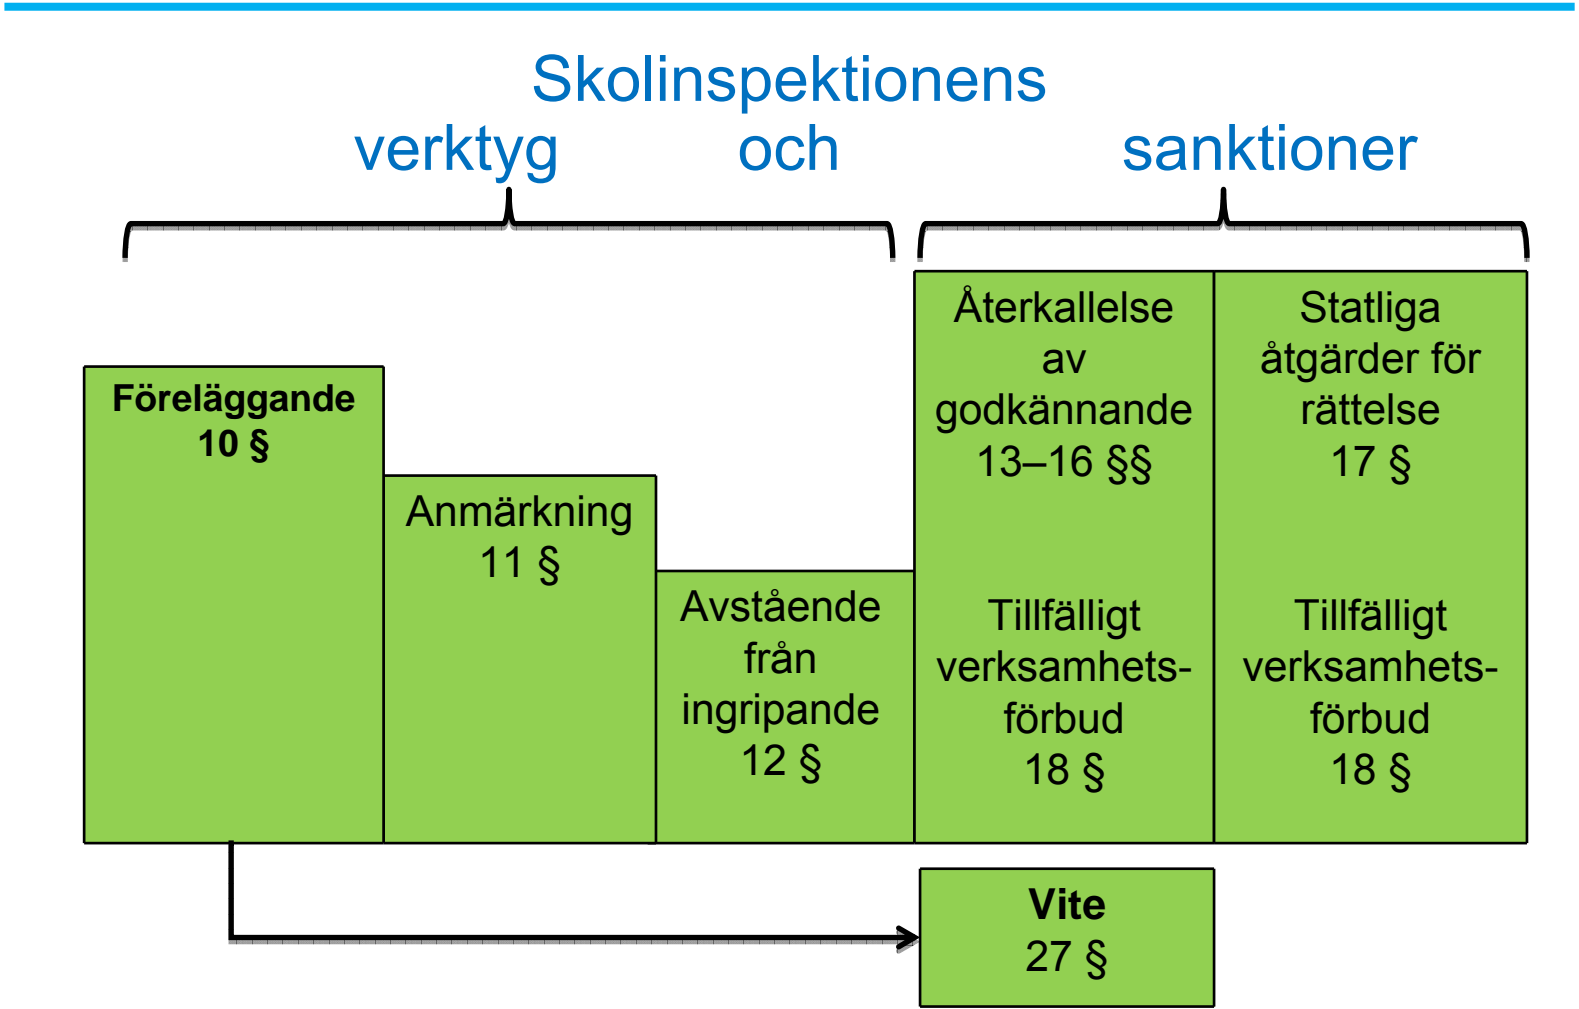 Skolinspektionens
verktyg och sanktioner
Föreläggande
10 §
Anmärkning
11 §
Avstående
från
ingripande
12 §
Återkallelse
av
godkännande
13–16 §§
Tillfälligt
verksamhets-
förbud
18 §
Statliga
åtgärder för
rättelse
17 §
Tillfälligt
verksamhets-
förbud
18 §
Vite
27 §